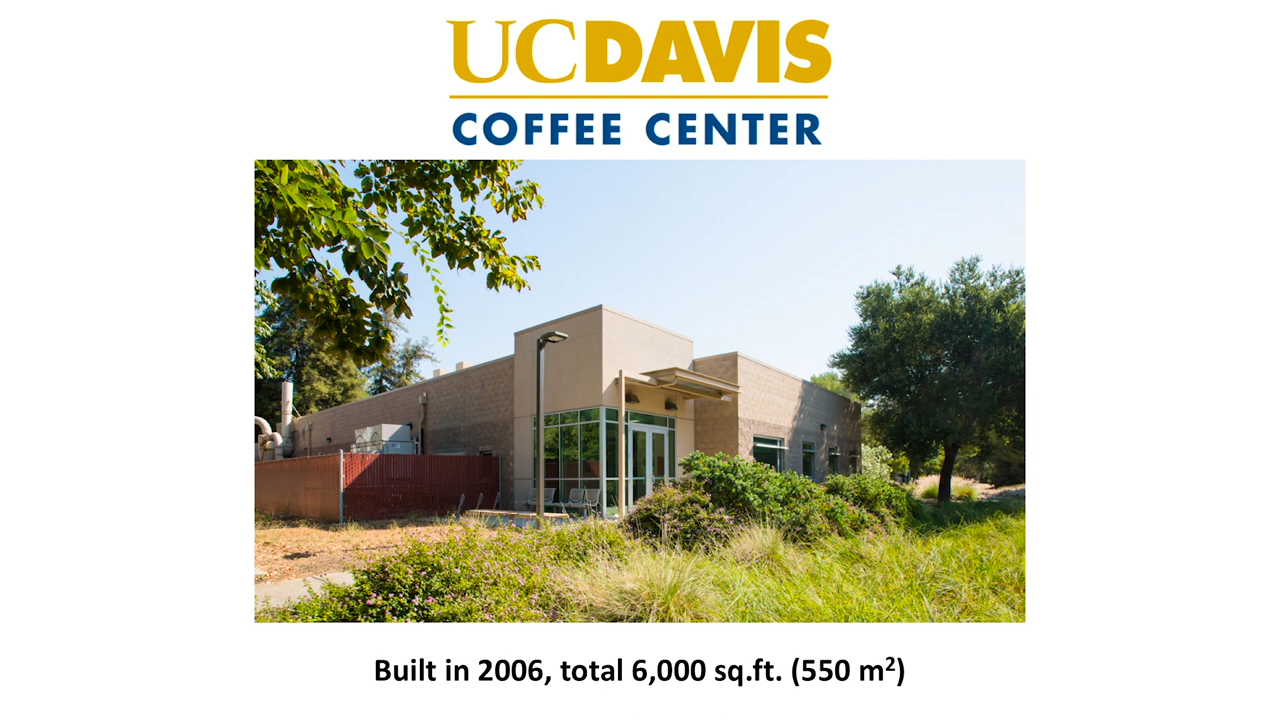 UCDAVIS
COFFEE CENTER
Built in 2006, total 6,000 sq.ft. (550 m²)